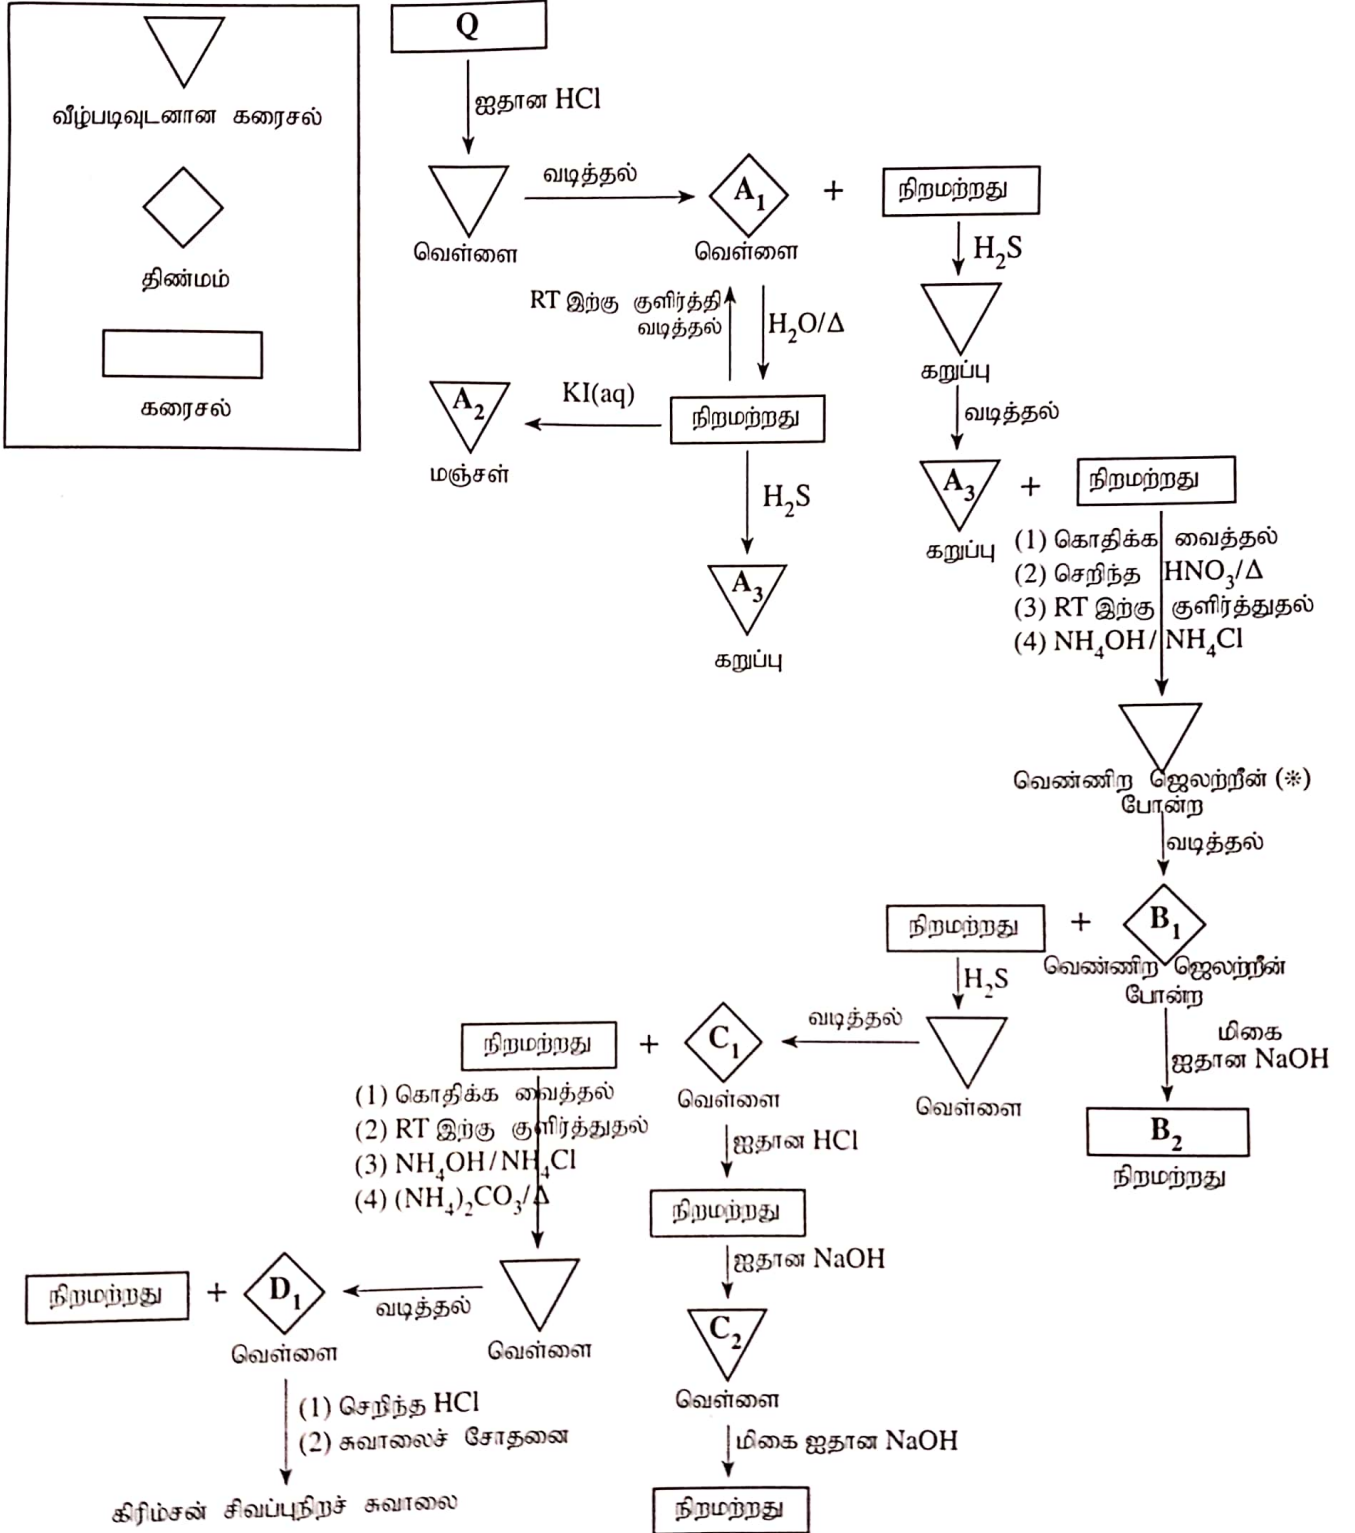 வீழ்படிவுடனான கரைசல்
திண்மம்
கரைசல்
Q
ஐதான HCl
வெள்ளை
வடித்தல்
A₁
வெள்ளை
+
நிறமற்றது
H₂S
கறுப்பு
RT இற்கு குளிர்த்தி
வடித்தல்
H₂O/Δ
நிறமற்றது
KI(aq)
A₂
மஞ்சள்
H₂S
A₃
கறுப்பு
வடித்தல்
A₃
கறுப்பு
+
நிறமற்றது
(1) கொதிக்க வைத்தல்
(2) செறிந்த HNO₃/Δ
(3) RT இற்கு குளிர்த்துதல்
(4) NH₄OH/NH₄Cl
வெண்ணிற ஜெலற்றீன் (※)
போன்ற
வடித்தல்
நிறமற்றது
+
B₁
வெண்ணிற ஜெலற்றீன்
போன்ற
மிகை
ஐதான NaOH
B₂
நிறமற்றது
H₂S
வெள்ளை
வடித்தல்
C₁
வெள்ளை
+
நிறமற்றது
(1) கொதிக்க வைத்தல்
(2) RT இற்கு குளிர்த்துதல்
(3) NH₄OH/NH₄Cl
(4) (NH₄)₂CO₃/Δ
ஐதான HCl
நிறமற்றது
ஐதான NaOH
C₂
வெள்ளை
மிகை ஐதான NaOH
நிறமற்றது
வெள்ளை
வடித்தல்
D₁
வெள்ளை
+
நிறமற்றது
(1) செறிந்த HCl
(2) சுவாலைச் சோதனை
கிரிம்சன் சிவப்புநிறச் சுவாலை